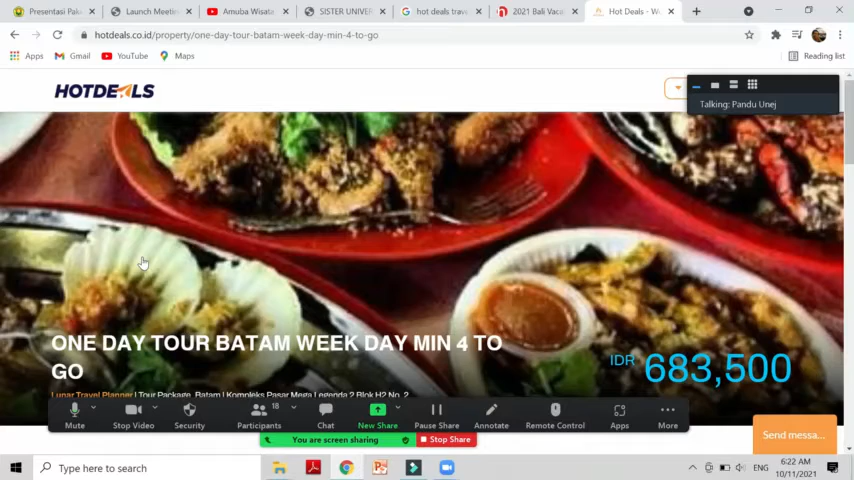 Presentasi Pak
Launch Meetin
Amuba Wisata
SISTER UNIVER
hot deals trave
2021 Bali Vaca
Hot Deals - W
hotdeals.co.id/property/one-day-tour-batam-week-day-min-4-to-go
Apps
Gmail
YouTube
Maps
Reading list
HOTDEALS
Talking: Pandu Unej
ONE DAY TOUR BATAM WEEK DAY MIN 4 TO
GO
IDR 683,500
Lunar Travel Planner | Tour Package, Batam | Kompleks Pasar Mega Legenda 2 Blok H2 No. 2
18
Mute
Stop Video
Security
Participants
Chat
New Share
Pause Share
Annotate
Remote Control
Apps
More
You are screen sharing
Stop Share
Send messa...
Type here to search
ENG
6:22 AM
10/11/2021